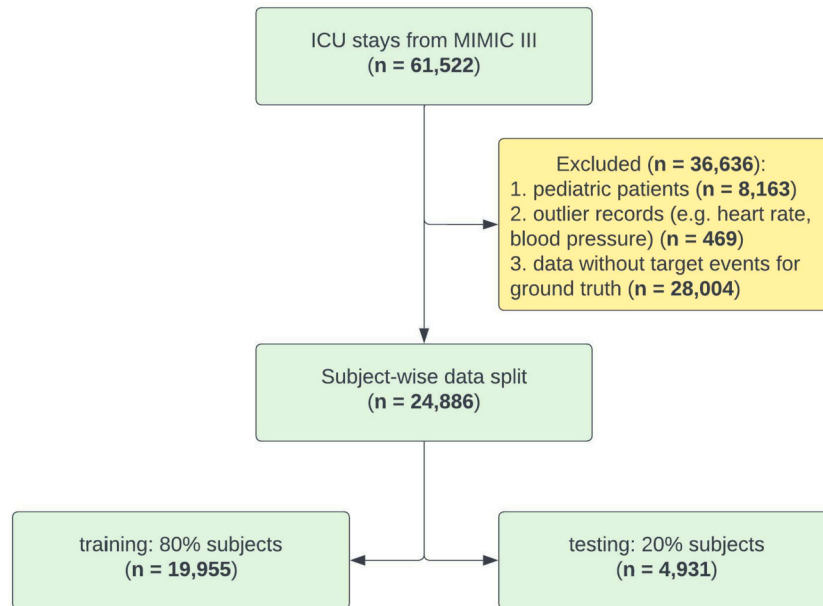 ICU stays from MIMIC III
(n = 61,522)
Excluded (n = 36,636):
1. pediatric patients (n = 8,163)
2. outlier records (e.g. heart rate,
blood pressure) (n = 469)
3. data without target events for
ground truth (n = 28,004)
Subject-wise data split
(n = 24,886)
training: 80% subjects
(n = 19,955)
testing: 20% subjects
(n = 4,931)